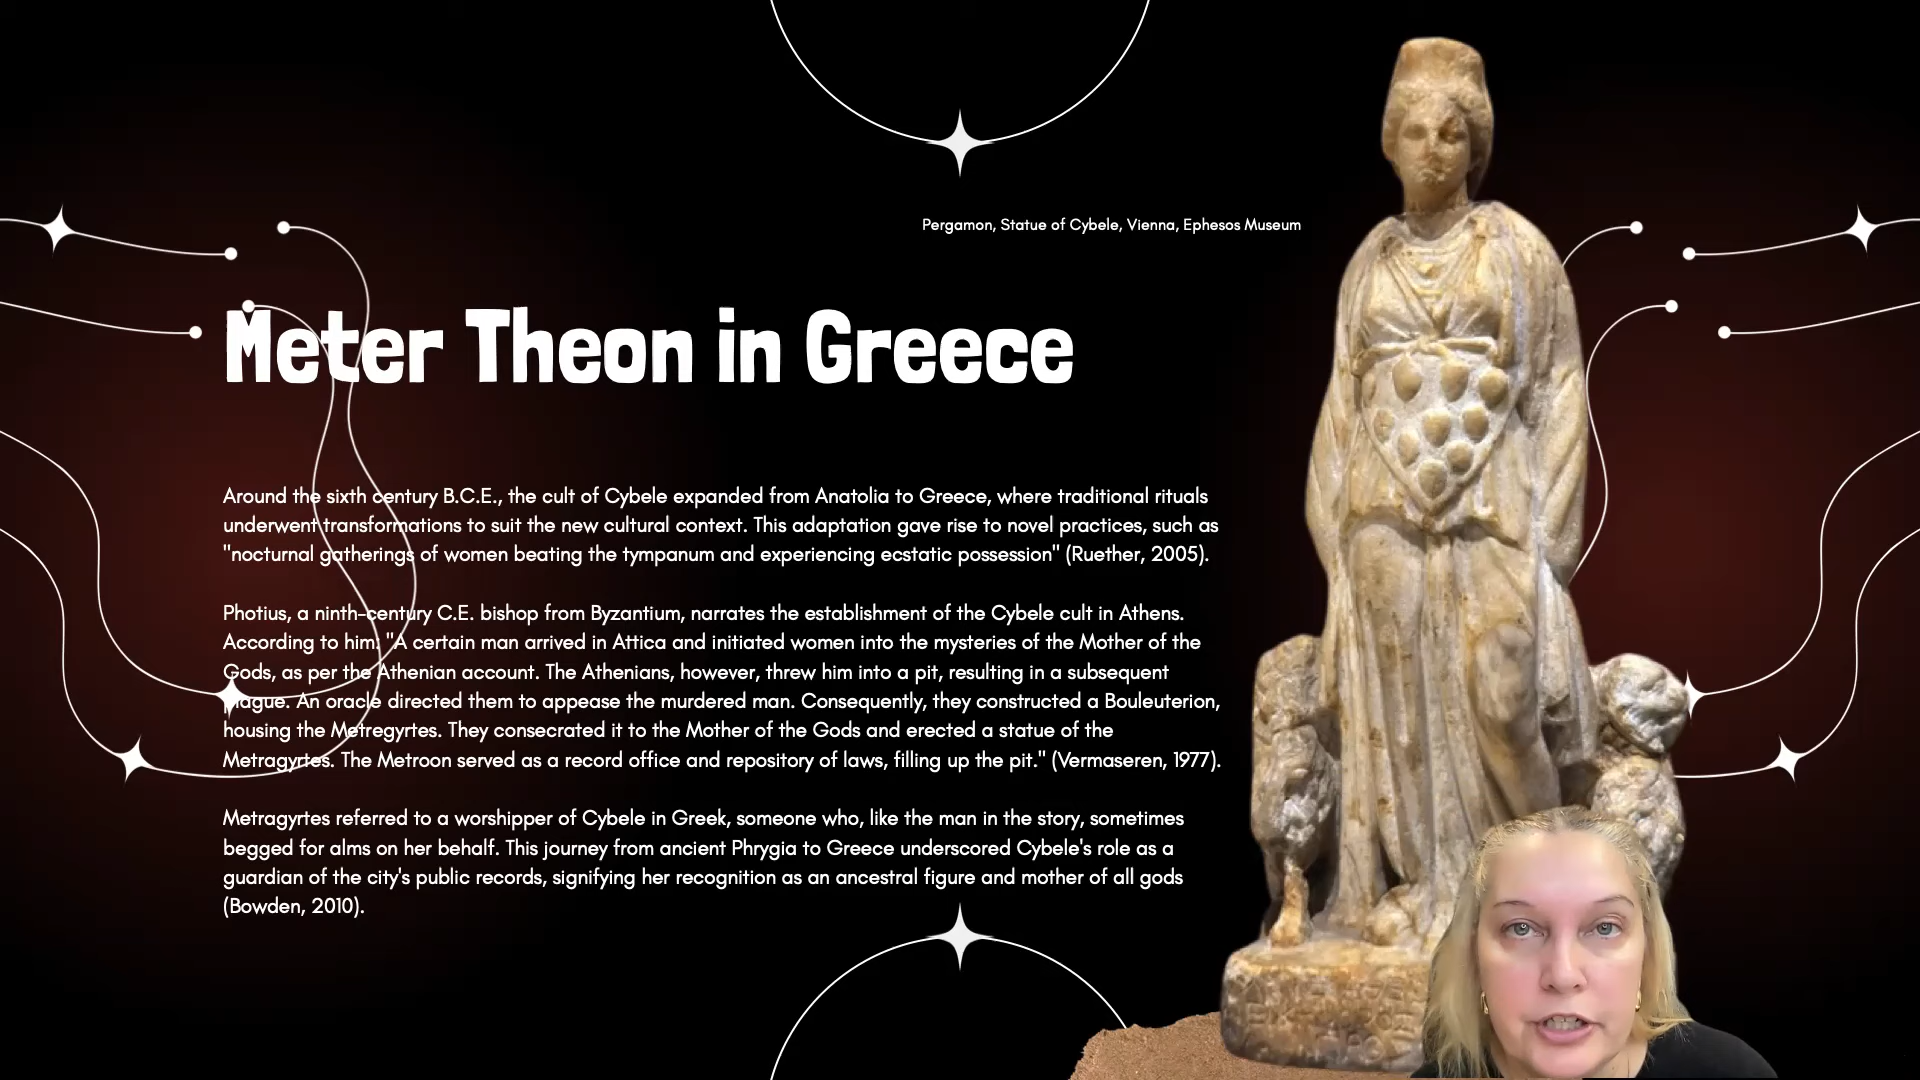 Pergamon, Statue of Cybele, Vienna, Ephesos Museum
Meter Theon in Greece
Around the sixth century B.C.E., the cult of Cybele expanded from Anatolia to Greece, where traditional rituals
underwent transformations to suit the new cultural context. This adaptation gave rise to novel practices, such as
"nocturnal gatherings of women beating the tympanum and experiencing ecstatic possession" (Ruether, 2005).
Photius, a ninth-century C.E. bishop from Byzantium, narrates the establishment of the Cybele cult in Athens.
According to him: "A certain man arrived in Attica and initiated women into the mysteries of the Mother of the
Gods, as per the Athenian account. The Athenians, however, threw him into a pit, resulting in a subsequent
plague. An oracle directed them to appease the murdered man. Consequently, they constructed a Bouleuterion,
housing the Metregyrtes. They consecrated it to the Mother of the Gods and erected a statue of the
Metragyrtes. The Metroon served as a record office and repository of laws, filling up the pit." (Vermaseren, 1977).
Metragyrtes referred to a worshipper of Cybele in Greek, someone who, like the man in the story, sometimes
begged for alms on her behalf. This journey from ancient Phrygia to Greece underscored Cybele's role as a
guardian of the city's public records, signifying her recognition as an ancestral figure and mother of all gods
(Bowden, 2010).